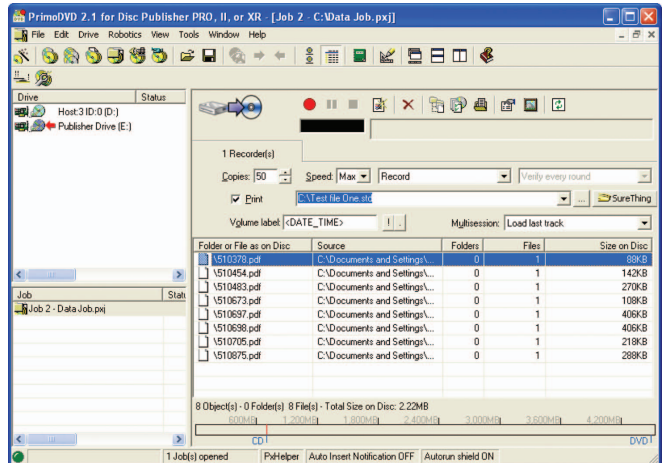 PrimoDVD 2.1 for Disc Publisher PRO, II, or XR - [Job 2 - C:\Data Job.pxj]
File Edit Drive Robotics View Tools Window Help
Drive Status
Host:3 ID:0 (D:)
Publisher Drive (E:)
1 Recorder(s)
Copies: 50 Speed: Max Record Verify every round
Print C:\Test file One.std ... SureThing
Volume label: <DATE_TIME> ! . Multisession: Load last track
Folder or File as on Disc Source Folders Files Size on Disc
\510378.pdf C:\Documents and Settings\... 0 1 88KB
\510454.pdf C:\Documents and Settings\... 0 1 142KB
\510483.pdf C:\Documents and Settings\... 0 1 270KB
\510673.pdf C:\Documents and Settings\... 0 1 108KB
\510697.pdf C:\Documents and Settings\... 0 1 406KB
\510698.pdf C:\Documents and Settings\... 0 1 406KB
\510705.pdf C:\Documents and Settings\... 0 1 218KB
\510875.pdf C:\Documents and Settings\... 0 1 288KB
Job Statu
Job 2 - Data Job.pxj
8 Object(s) - 0 Folder(s) 8 File(s) - Total Size on Disc: 2.22MB
600MB 1,200MB 1,800MB 2,400MB 3,000MB 3,600MB 4,200MB
CD DVD
1 Job(s) opened PxHelper Auto Insert Notification OFF Autorun shield ON